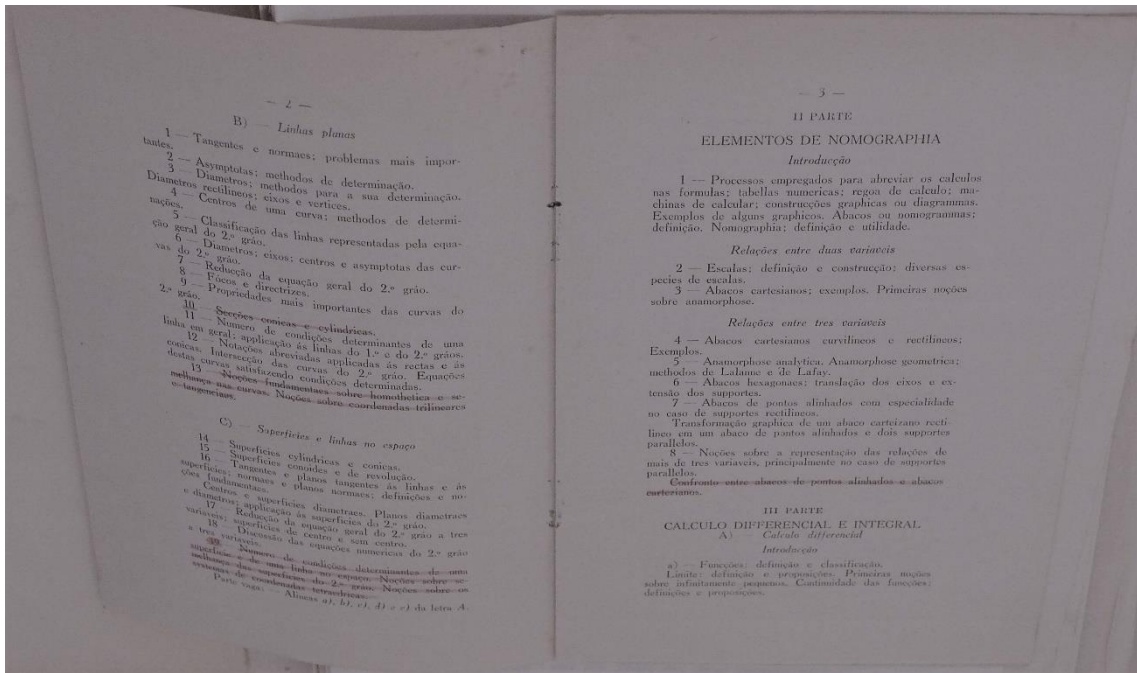 — 2 —
B) — Linhas planas
1 — Tangentes e normaes; problemas mais impor-
tantes.
2 — Asymptotas; methodos de determinação.
3 — Diametros; methodos para a sua determinação.
Diametros rectilineos; eixos e vertices.
4 — Centros de uma curva; methodos de determi-
nações.
5 — Classificação das linhas representadas pela equa-
ção geral do 2.º gráo.
6 — Diametros; eixos; centros e asymptotas das cur-
vas do 2.º gráo.
7 — Reducção da equação geral do 2.º gráo.
8 — Fócos e directrizes.
9 — Propriedades mais importantes das curvas do
2.º gráo.
10 — Secções conicas e cylindricas.
11 — Numero de condições determinantes de uma
linha em geral; applicação ás linhas do 1.º e do 2.º gráos.
12 — Notações abreviadas applicadas ás rectas e ás
conicas. Intersecção das curvas do 2.º gráo. Equações
destas curvas satisfazendo condições determinadas.
13 — Noções fundamentaes sobre homothetica e se-
melhança nas curvas. Noções sobre coordenadas trilineares
e tangenciaes.
C) — Superficies e linhas no espaço
14 — Superficies cylindricas e conicas.
15 — Superficies conoides e de revolução.
16 — Tangentes e planos tangentes ás linhas e ás
superficies; normaes e planos normaes; definições e no-
ções fundamentaes.
Centros e superficies diametraes. Planos diametraes
e diametros; applicação ás superficies do 2.º gráo.
17 — Reducção da equação geral do 2.º gráo a tres
variaveis; superficies de centro e sem centro.
18 — Discussão das equações numericas do 2.º gráo
a tres variaveis.
19 — Numero de condições determinantes de uma
superficie e de uma linha no espaço. Noções sobre se-
melhança das superficies do 2.º gráo. Noções sobre os
systemas de coordenadas tetraedricas.
Parte vaga: — Alineas a), b), c), d) e e) da letra A.
— 3 —
II PARTE
ELEMENTOS DE NOMOGRAPHIA
Introducção
1 — Processos empregados para abreviar os calculos
nas formulas; tabellas numericas; regoa de calculo; ma-
chinas de calcular; construcções graphicas ou diagrammas.
Exemplos de alguns graphicos. Abacos ou nomogrammas;
definição. Nomographia; definição e utilidade.
Relações entre duas variaveis
2 — Escalas; definição e construcção; diversas es-
pecies de escalas.
3 — Abacos cartesianos; exemplos. Primeiras noções
sobre anamorphose.
Relações entre tres variaveis
4 — Abacos cartesianos curvilineos e rectilineos;
Exemplos.
5 — Anamorphose analytica. Anamorphose geometrica;
methodos de Lalanne e de Lafay.
6 — Abacos hexagonaes; translação dos eixos e ex-
tensão dos supportes.
7 — Abacos de pontos alinhados com especialidade
no caso de supportes rectilineos.
Transformação graphica de um abaco carteziano recti-
lineo em um abaco de pontos alinhados e dois supportes
parallelos.
8 — Noções sobre a representação das relações de
mais de tres variaveis, principalmente no caso de supportes
parallelos.
Confronto entre abacos de pontos alinhados e abacos
cartezianos.
III PARTE
CALCULO DIFFERENCIAL E INTEGRAL
A) — Calculo differencial
Introducção
a) — Funcções; definição e classificação.
Limite; definição e proposições. Primeiras noções
sobre infinitamente pequenos. Continuidade das funcções;
definições e proposições.